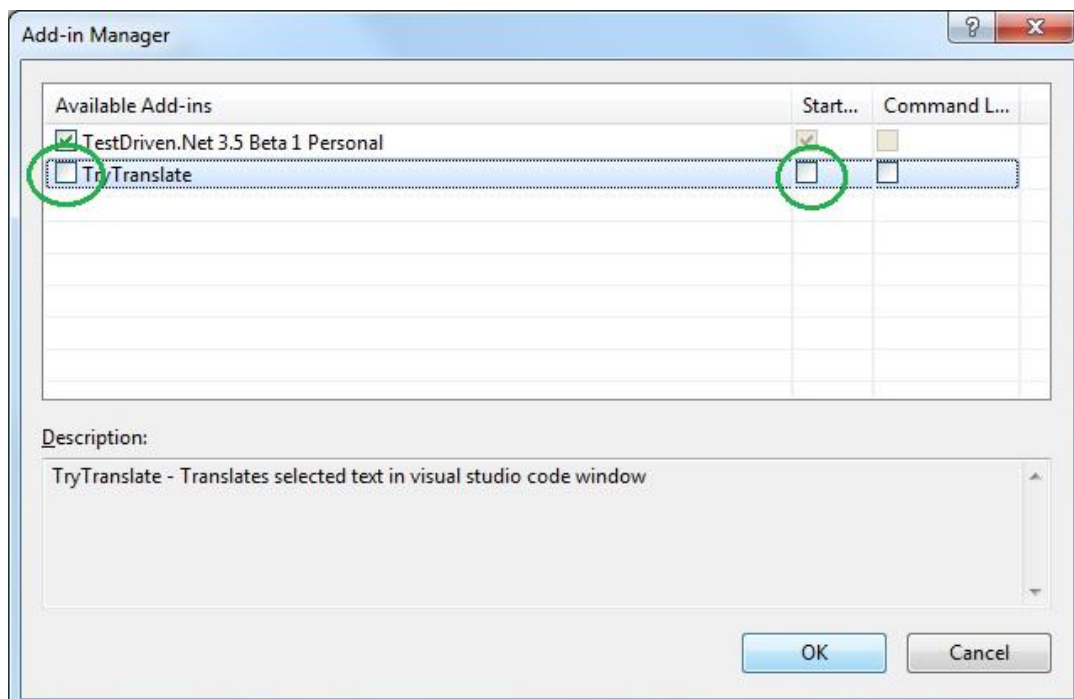 Add-in Manager
Available Add-ins Start... Command L...
TestDriven.Net 3.5 Beta 1 Personal
TryTranslate
Description:
TryTranslate - Translates selected text in visual studio code window
OK Cancel